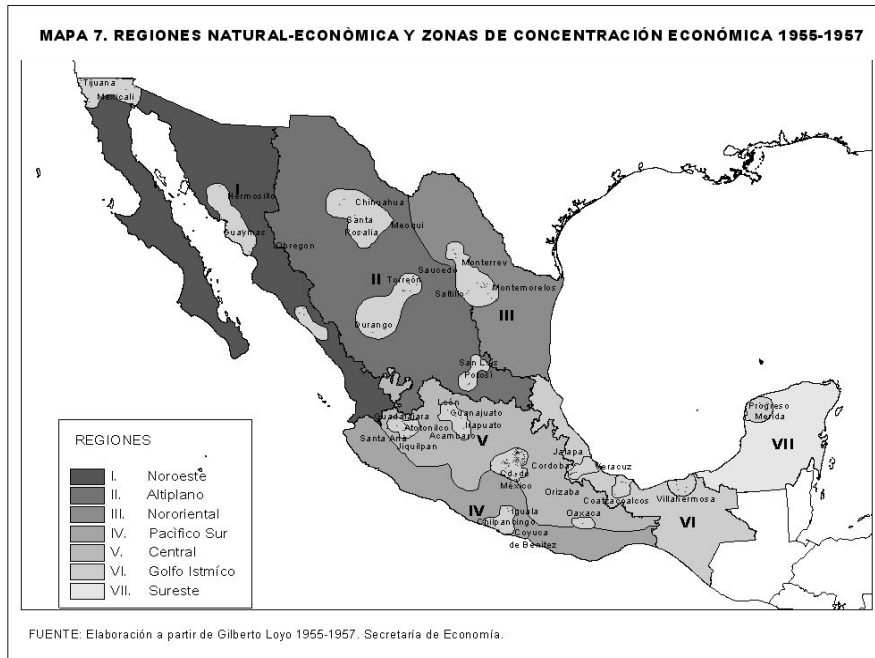 MAPA 7. REGIONES NATURAL-ECONÒMICA Y ZONAS DE CONCENTRACIÓN ECONÓMICA 1955-1957
Tijuana
Mexicali
I
Hermosillo
Guaymas
Obregon
Chihuahua
Santa
Rosalia
Meoqui
II
Torreón
Saucedo
Monterrey
Saltillo
Montemorelos
Durango
III
San Luis
Potosi
León
Guadalajara
Guanajuato
Atotonilco
Irapuato
Santa Ana
Acambaro
Jiquilpan
V
Jalapa
Cordoba
Veracuz
Cd. de
México
Orizaba
Coatzacoalcos
Villahermosa
Progreso
Merida
VII
IV
Iguala
Chilpancingo
Oaxaca
Coyuca
de Benitez
VI
REGIONES
I. Noroeste
II. Altiplano
III. Nororiental
IV. Pacìfico Sur
V. Central
VI. Golfo Istmíco
VII. Sureste
FUENTE: Elaboración a partir de Gilberto Loyo 1955-1957. Secretaría de Economía.